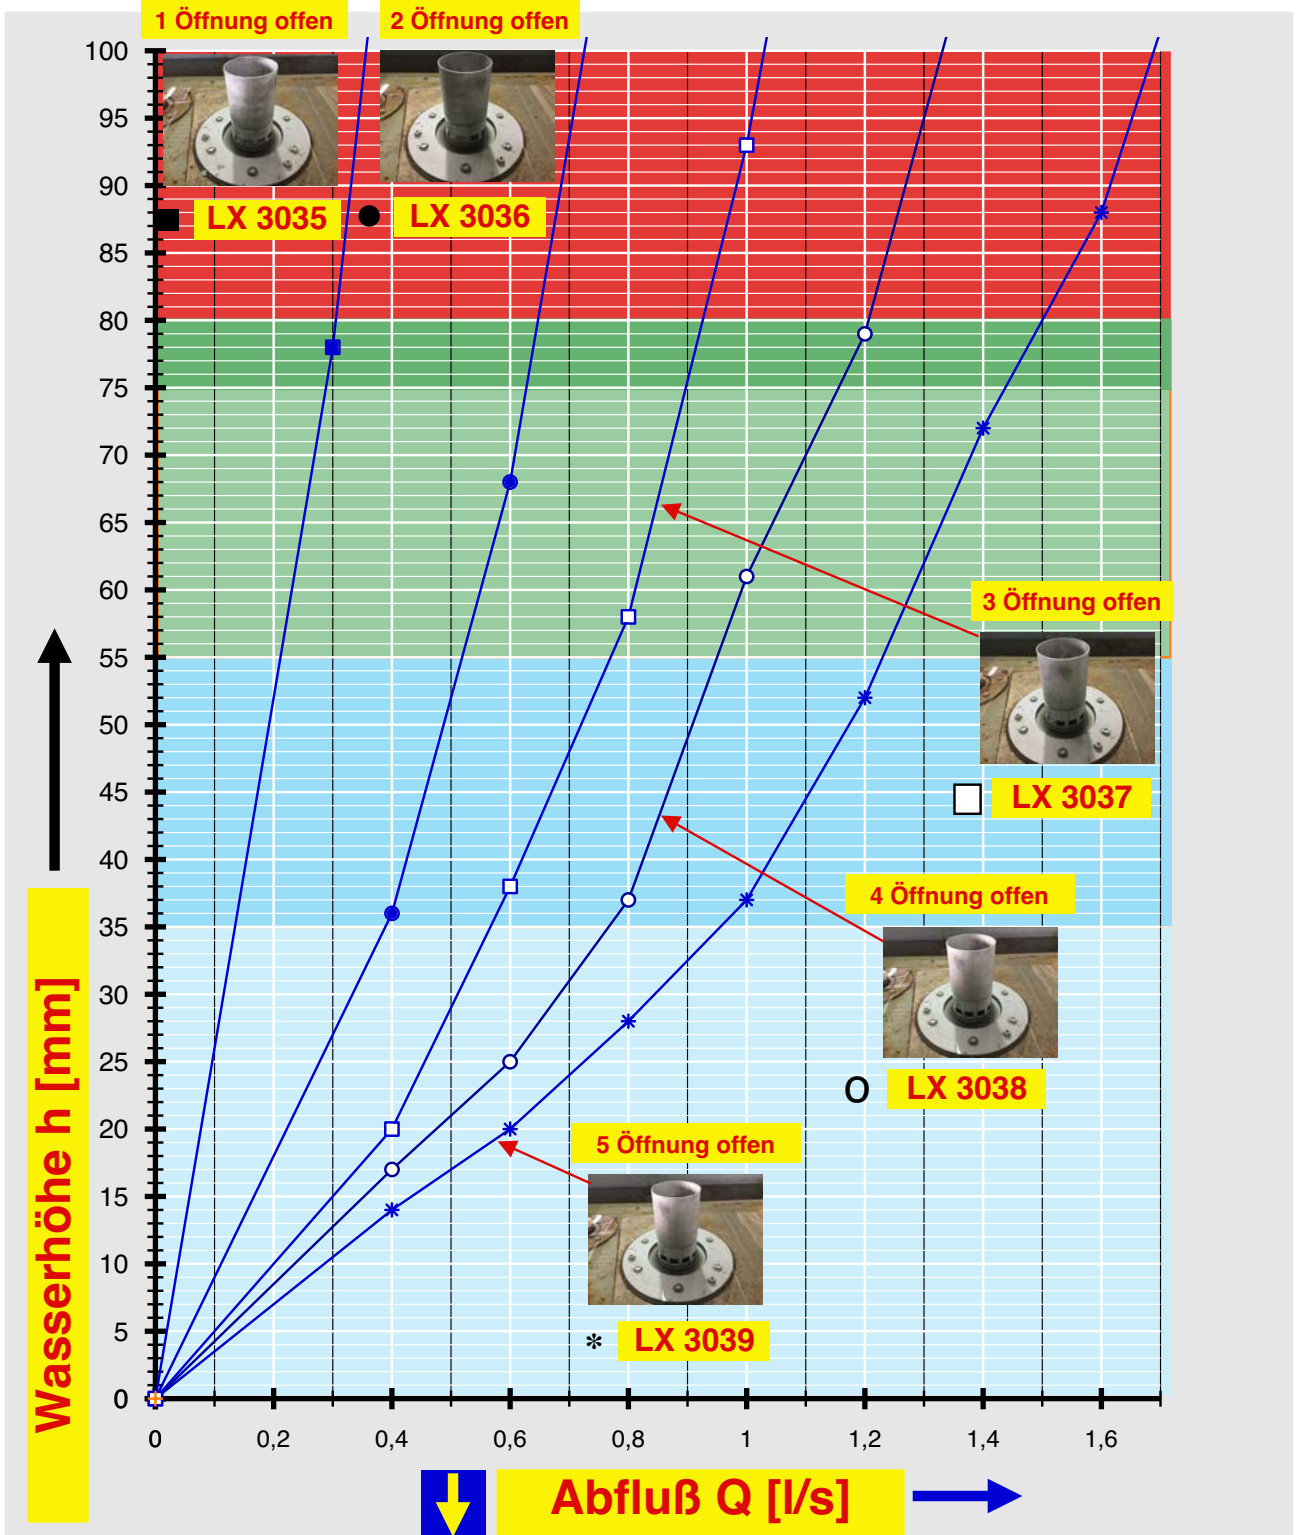 1 Öffnung offen
2 Öffnung offen
100
95
90
85
80
75
70
65
60
55
50
45
40
35
30
25
20
15
10
5
0
LX 3035
LX 3036
3 Öffnung offen
LX 3037
4 Öffnung offen
O
LX 3038
5 Öffnung offen
*
LX 3039
Wasserhöhe h [mm]
0 0,2 0,4 0,6 0,8 1 1,2 1,4 1,6
Abfluß Q [l/s]